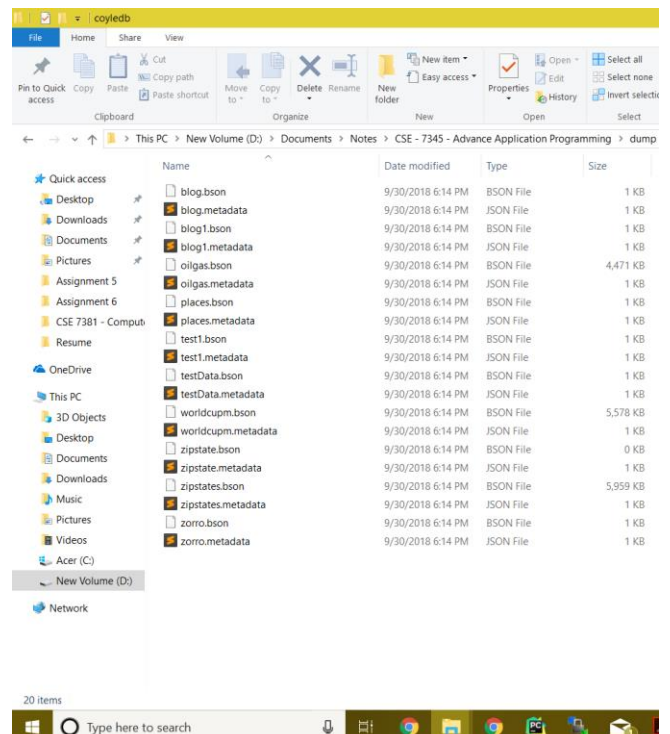 coyledb
File Home Share View
Pin to Quick access
Copy
Paste
Cut
Copy path
Paste shortcut
Move to
Copy to
Delete
Rename
New folder
New item
Easy access
Properties
Open
Edit
History
Select all
Select none
Invert selectio
Clipboard Organize New Open Select
This PC > New Volume (D:) > Documents > Notes > CSE - 7345 - Advance Application Programming > dump
Quick access
Desktop
Downloads
Documents
Pictures
Assignment 5
Assignment 6
CSE 7381 - Comput
Resume
OneDrive
This PC
3D Objects
Desktop
Documents
Downloads
Music
Pictures
Videos
Acer (C:)
New Volume (D:)
Network
Name Date modified Type Size
blog.bson 9/30/2018 6:14 PM BSON File 1 KB
blog.metadata 9/30/2018 6:14 PM JSON File 1 KB
blog1.bson 9/30/2018 6:14 PM BSON File 1 KB
blog1.metadata 9/30/2018 6:14 PM JSON File 1 KB
oilgas.bson 9/30/2018 6:14 PM BSON File 4,471 KB
oilgas.metadata 9/30/2018 6:14 PM JSON File 1 KB
places.bson 9/30/2018 6:14 PM BSON File 1 KB
places.metadata 9/30/2018 6:14 PM JSON File 1 KB
test1.bson 9/30/2018 6:14 PM BSON File 1 KB
test1.metadata 9/30/2018 6:14 PM JSON File 1 KB
testData.bson 9/30/2018 6:14 PM BSON File 1 KB
testData.metadata 9/30/2018 6:14 PM JSON File 1 KB
worldcupm.bson 9/30/2018 6:14 PM BSON File 5,578 KB
worldcupm.metadata 9/30/2018 6:14 PM JSON File 1 KB
zipstate.bson 9/30/2018 6:14 PM BSON File 0 KB
zipstate.metadata 9/30/2018 6:14 PM JSON File 1 KB
zipstates.bson 9/30/2018 6:14 PM BSON File 5,959 KB
zipstates.metadata 9/30/2018 6:14 PM JSON File 1 KB
zorro.bson 9/30/2018 6:14 PM BSON File 1 KB
zorro.metadata 9/30/2018 6:14 PM JSON File 1 KB
20 items
Type here to search
PC